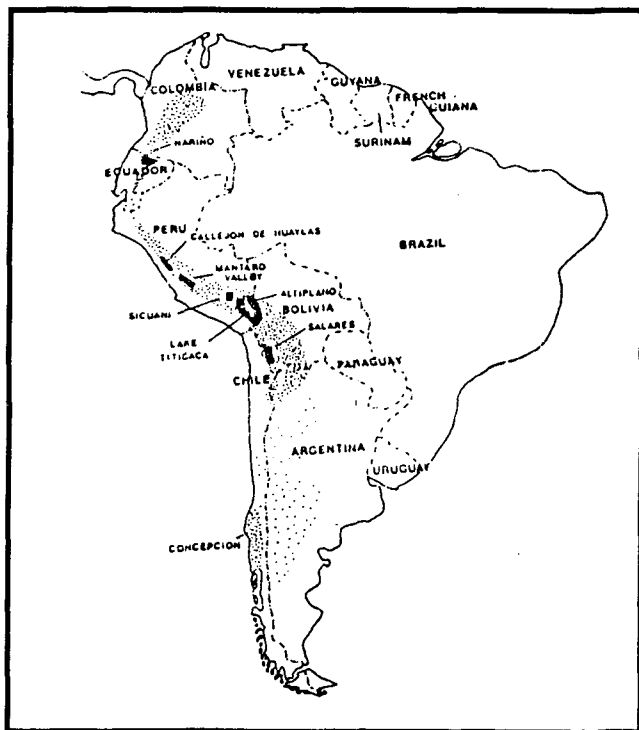 VENEZUELA
GUYANA
COLOMBIA
FRENCH
GUIANA
SURINAM
NARIÑO
ECUADOR
PERU
CALLEJON DE HUAYLAS
BRAZIL
MANTARO
VALLEY
ALTIPLANO
SICUANI
BOLIVIA
SALARES
LAKE
TITICACA
PARAGUAY
CHILE
ARGENTINA
URUGUAY
CONCEPCION